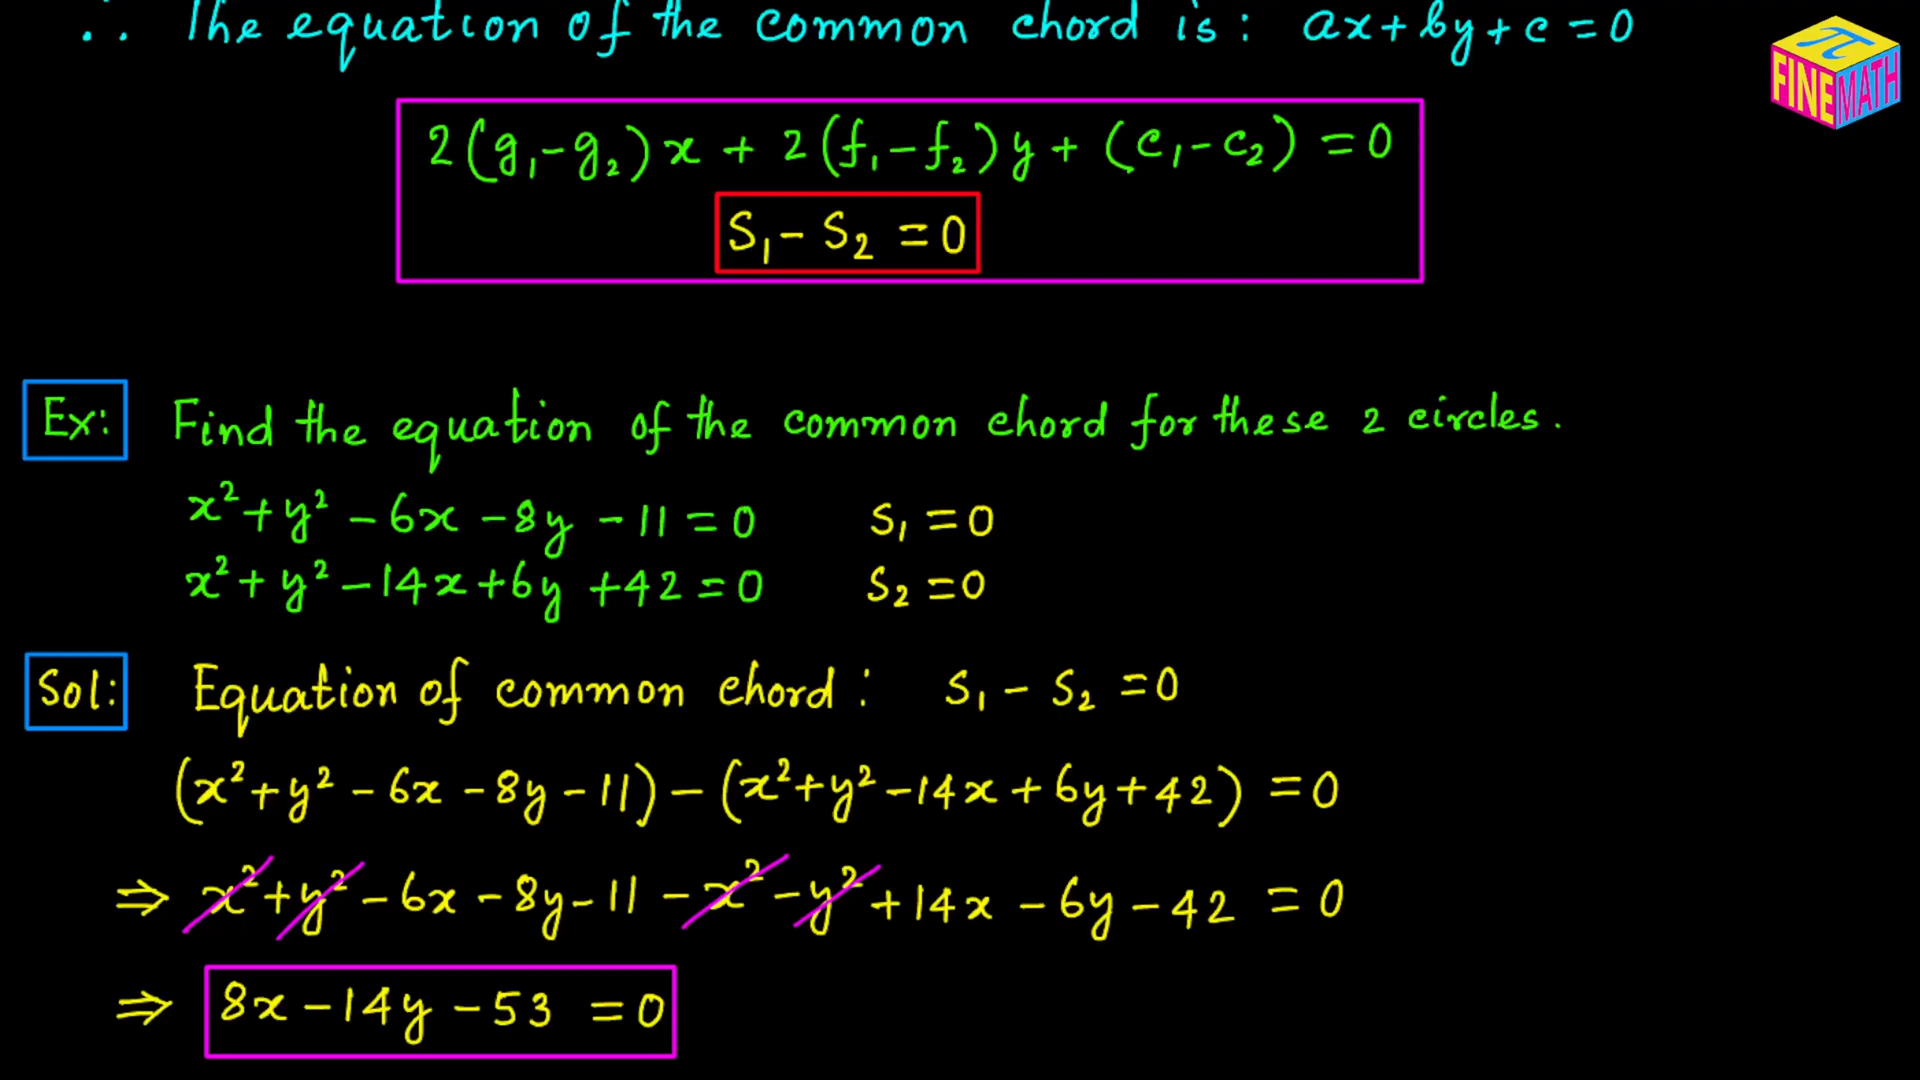 ∴ The equation of the common chord is: ax+by+c=0
π
FINE MATH
2(g₁-g₂)x + 2(f₁-f₂)y + (c₁-c₂) =0
S₁- S₂ =0
Ex: Find the equation of the common chord for these 2 circles.
x²+y² -6x -8y -11=0 S₁=0
x²+y²-14x+6y+42=0 S₂=0
Sol: Equation of common chord: S₁ - S₂ =0
(x²+y²-6x-8y-11)-(x²+y²-14x+6y+42) =0
⇒ x²+y²-6x-8y-11-x²-y²+14x-6y-42 =0
⇒ 8x-14y-53 =0